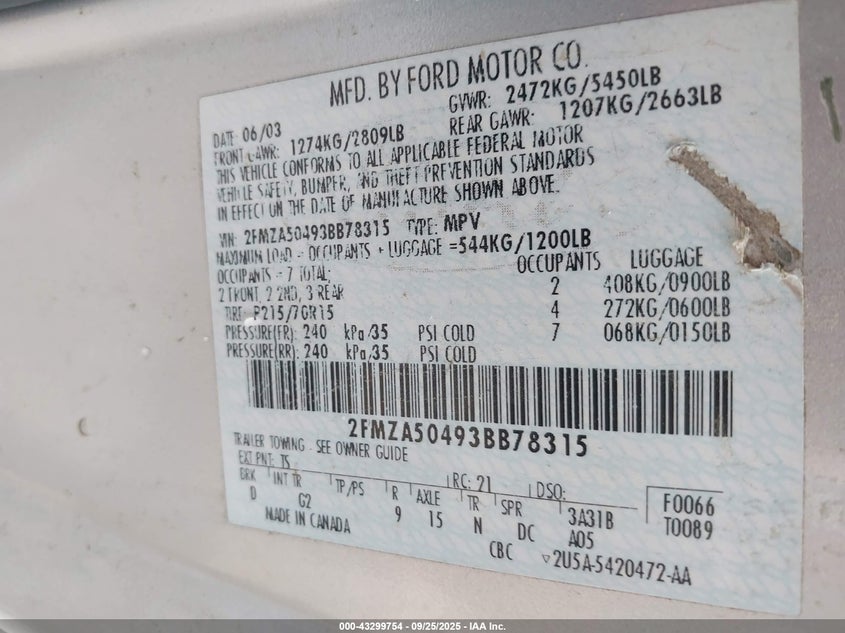 MFD. BY FORD MOTOR CO.
DATE 06/03 GVWR: 2472KG/5450LB
FRONT GAWR: 1274KG/2809LB REAR GAWR: 1207KG/2663LB
THIS VEHICLE CONFORMS TO ALL APPLICABLE FEDERAL MOTOR
VEHICLE SAFETY, BUMPER, AND THEFT PREVENTION STANDARDS
IN EFFECT ON THE DATE OF MANUFACTURE SHOWN ABOVE.
VIN: 2FMZA50493BB78315 TYPE: MPV
MAXIMUM LOAD = OCCUPANTS + LUGGAGE =544KG/1200LB
OCCUPANTS = 7 TOTAL: OCCUPANTS LUGGAGE
2 FRONT, 2 2ND, 3 REAR 2 408KG/0900LB
TIRE P215/70R15 4 272KG/0600LB
PRESSURE(FR): 240 kPa/35 PSI COLD 7 068KG/0150LB
PRESSURE(RR): 240 kPa/35 PSI COLD
2FMZA50493BB78315
TRAILER TOWING - SEE OWNER GUIDE
EXT PNT: TS RC: 21 DSO: F0066
BRK INT TR TP/PS R AXLE TR SPR 3A31B T0089
D G2 9 15 N DC A05
MADE IN CANADA CBC ▽2U5A-5420472-AA
000-43299754 - 09/25/2025 - IAA Inc.